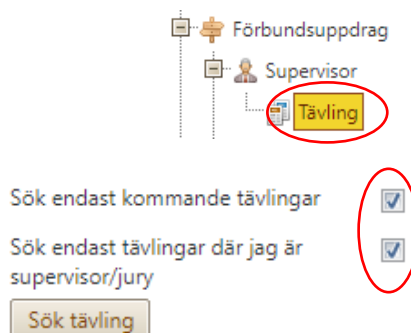 Förbundsuppdrag
Supervisor
Tävling
Sök endast kommande tävlingar
Sök endast tävlingar där jag är
supervisor/jury
Sök tävling